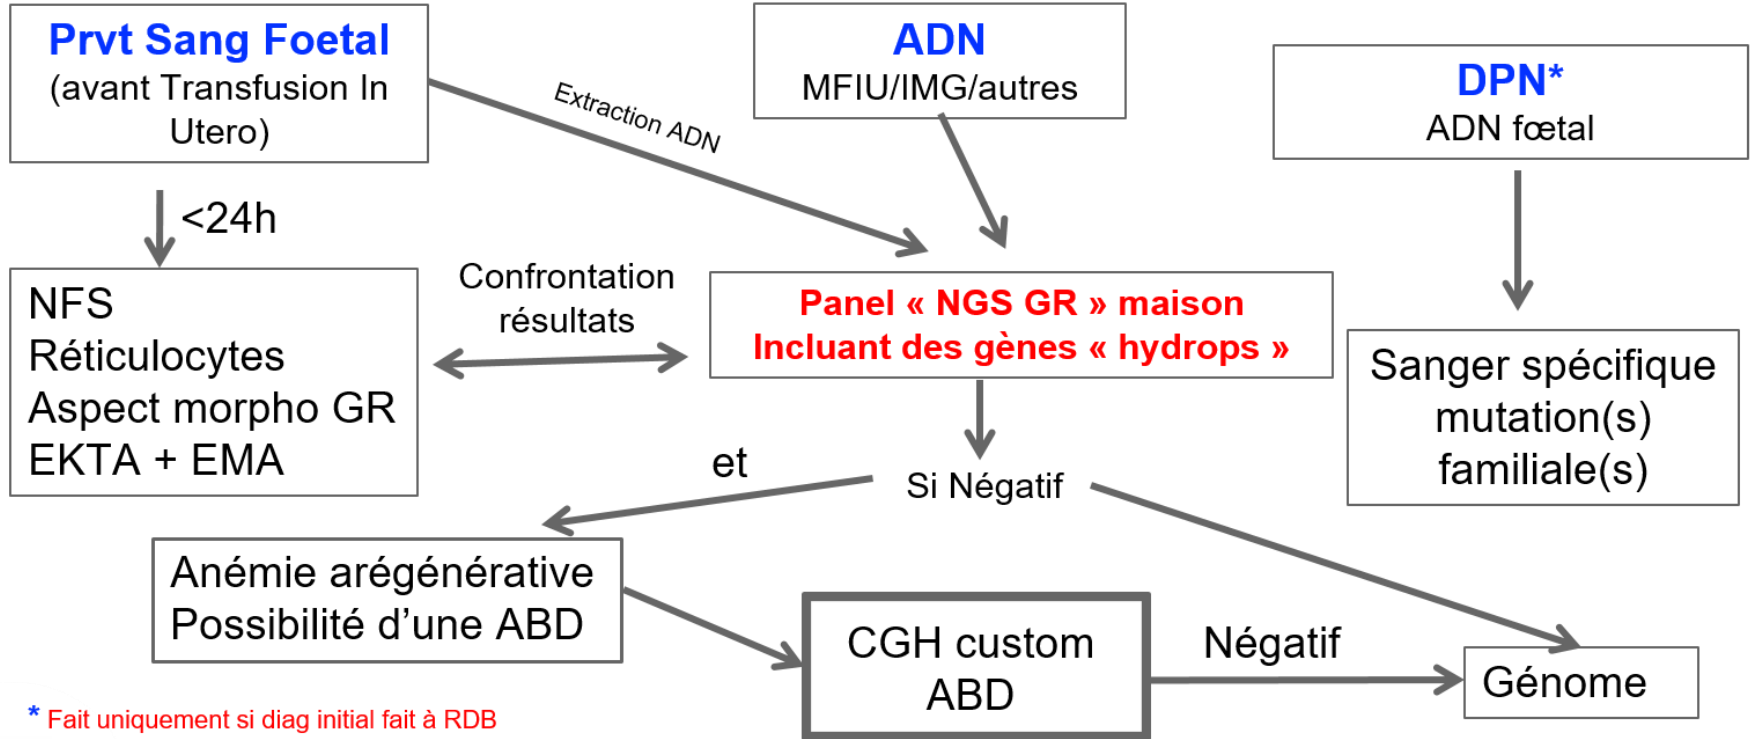 Prvt Sang Foetal
(avant Transfusion In
Utero)
ADN
MFIU/IMG/autres
DPN*
ADN fœtal
Extraction ADN
<24h
NFS
Réticulocytes
Aspect morpho GR
EKTA + EMA
Confrontation
résultats
Panel « NGS GR » maison
Incluant des gènes « hydrops »
Sanger spécifique
mutation(s)
familiale(s)
et
Si Négatif
Anémie arégénérative
Possibilité d’une ABD
CGH custom
ABD
Négatif
Génome
* Fait uniquement si diag initial fait à RDB